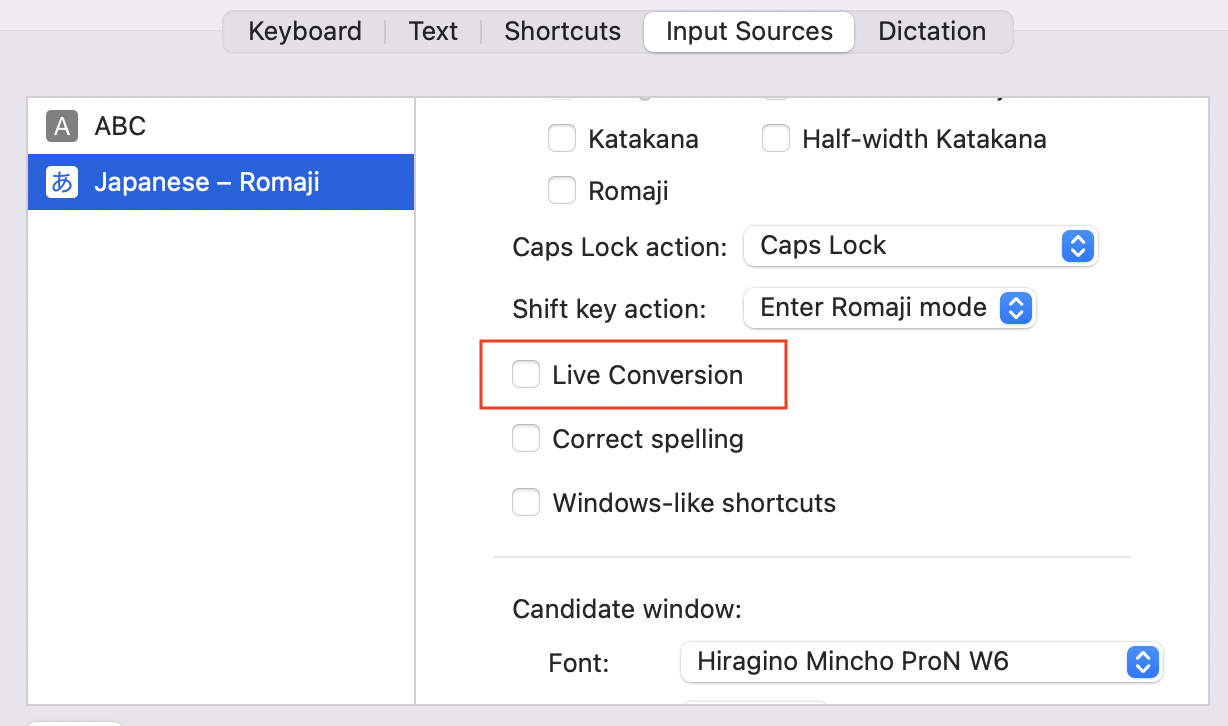 Keyboard Text Shortcuts Input Sources Dictation
A ABC
あ Japanese – Romaji
Katakana Half-width Katakana
Romaji
Caps Lock action: Caps Lock
Shift key action: Enter Romaji mode
Live Conversion
Correct spelling
Windows-like shortcuts
Candidate window:
Font: Hiragino Mincho ProN W6